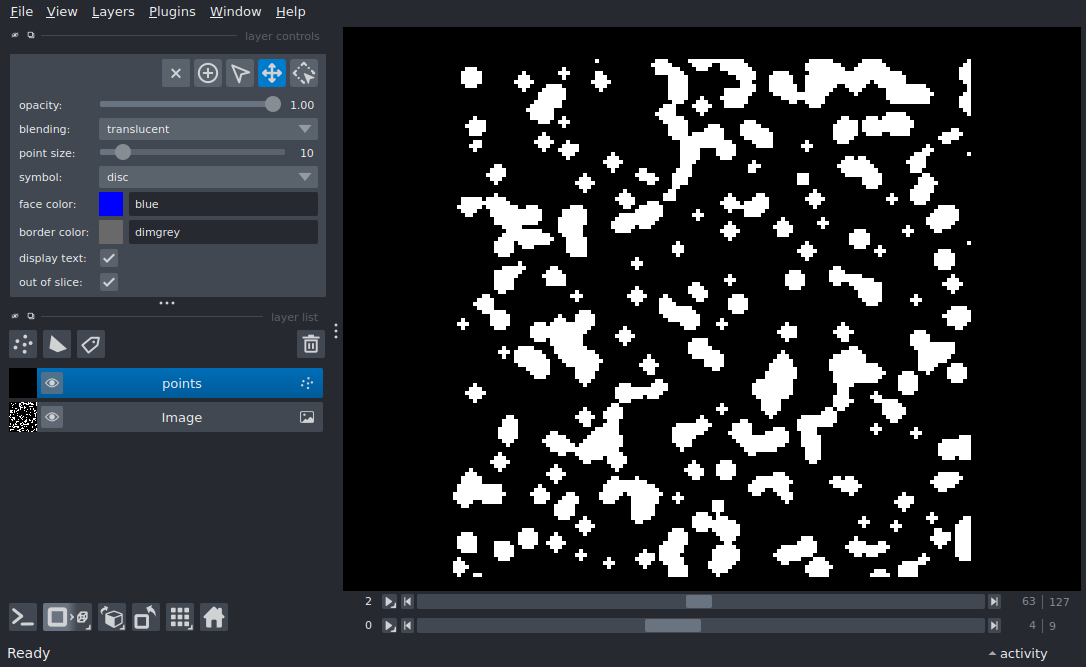 File View Layers Plugins Window Help
layer controls
opacity: 1.00
blending: translucent
point size: 10
symbol: disc
face color: blue
border color: dimgrey
display text:
out of slice:
layer list
points
Image
2 63 127
0 4 9
Ready activity